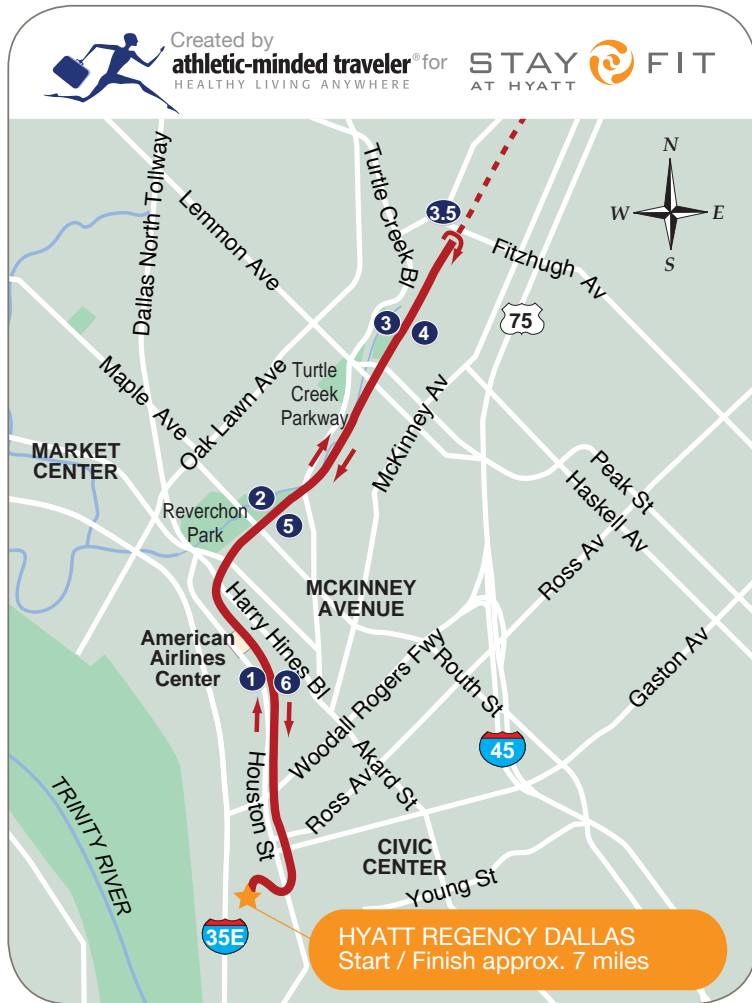 Created by
athletic-minded traveler® for
HEALTHY LIVING ANYWHERE
STAY FIT
AT HYATT
N
W
E
S
Dallas North Tollway
Lemmon Ave
Turtle Creek Bl
3.5
Fitzhugh Av
75
3
4
Maple Ave
Oak Lawn Ave
Turtle
Creek
Parkway
McKinney Av
MARKET
CENTER
Peak St
Haskell Av
Ross Av
2
5
Reverchon
Park
MCKINNEY
AVENUE
Harry Hines Bl
American
Airlines
Center
1
6
Woodall Rogers Fwy
Routh St
Gaston Av
45
Houston St
Ross Av
Akard St
TRINITY RIVER
CIVIC
CENTER
Young St
35E
HYATT REGENCY DALLAS
Start / Finish approx. 7 miles